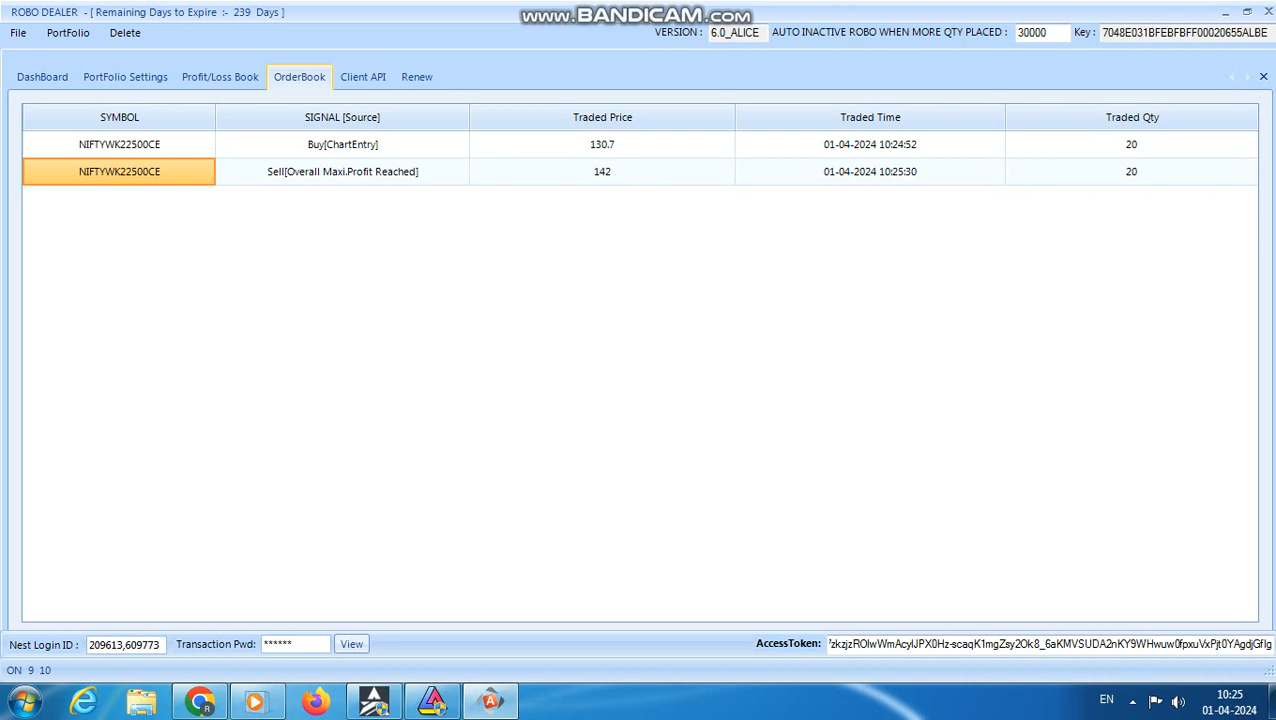 ROBO DEALER - [ Remaining Days to Expire :- 239 Days ]
www.BANDICAM.com
File PortFolio Delete
VERSION : 6.0_ALICE AUTO INACTIVE ROBO WHEN MORE QTY PLACED : 30000 Key : 7048E031BFEBFBFF00020655ALBE
DashBoard PortFolio Settings Profit/Loss Book OrderBook Client API Renew
SYMBOL SIGNAL [Source] Traded Price Traded Time Traded Qty
NIFTYWK22500CE Buy[ChartEntry] 130.7 01-04-2024 10:24:52 20
NIFTYWK22500CE Sell[Overall Maxi.Profit Reached] 142 01-04-2024 10:25:30 20
Nest Login ID : 209613,609773 Transaction Pwd: ****** View AccessToken:
ON 9 10
EN 10:25
01-04-2024